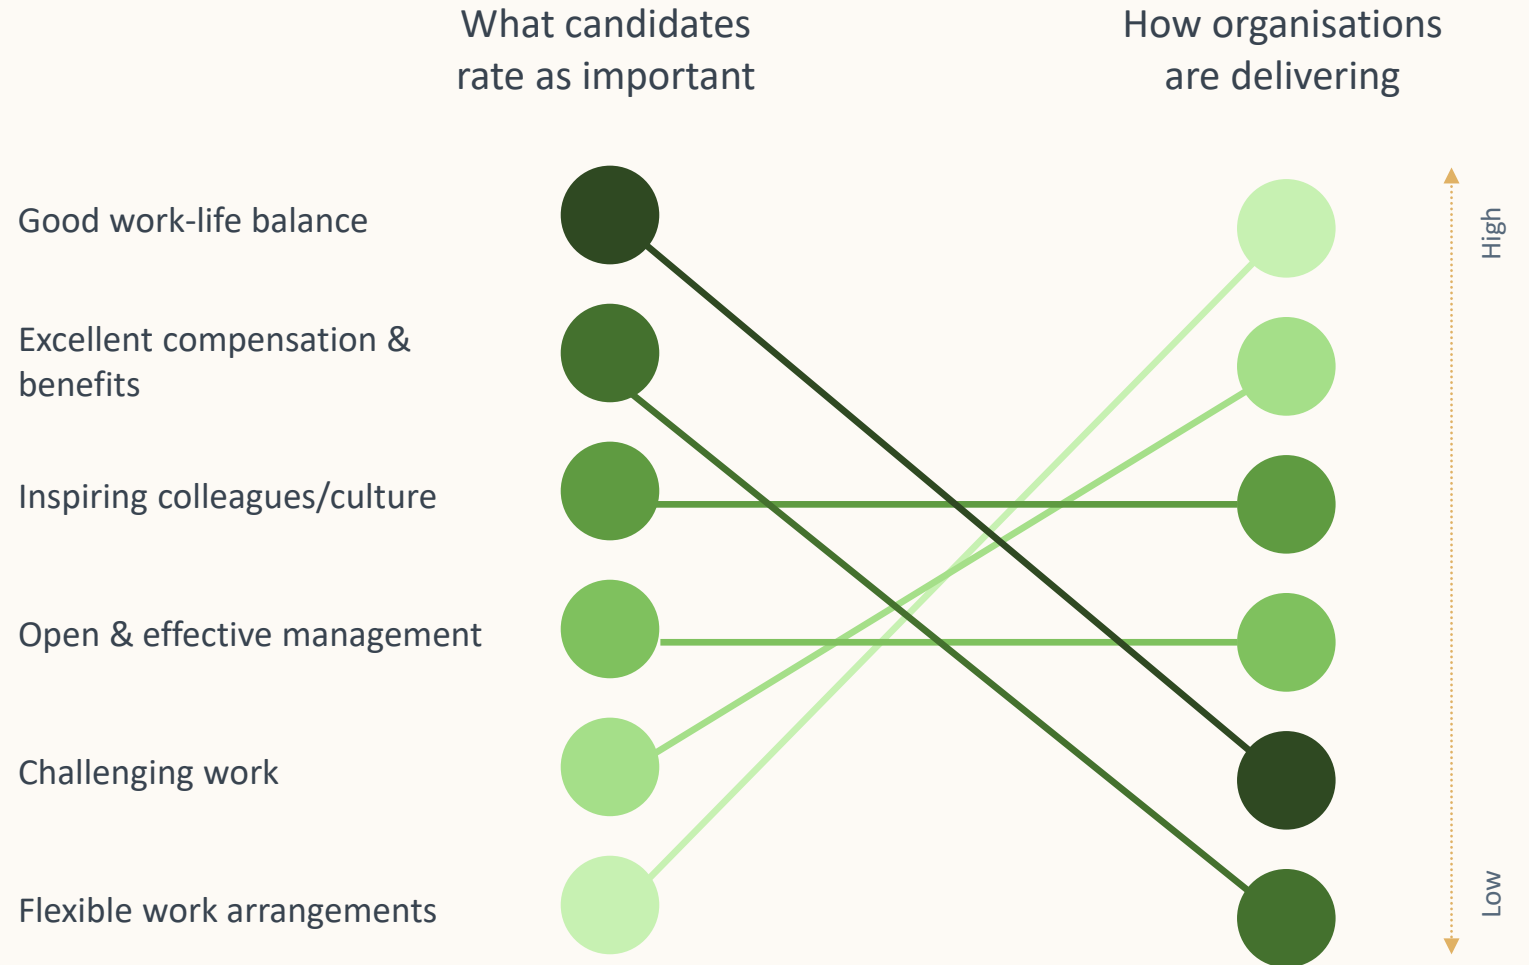 What candidates
rate as important
How organisations
are delivering
Good work-life balance
Excellent compensation &
benefits
Inspiring colleagues/culture
Open & effective management
Challenging work
Flexible work arrangements
High
Low